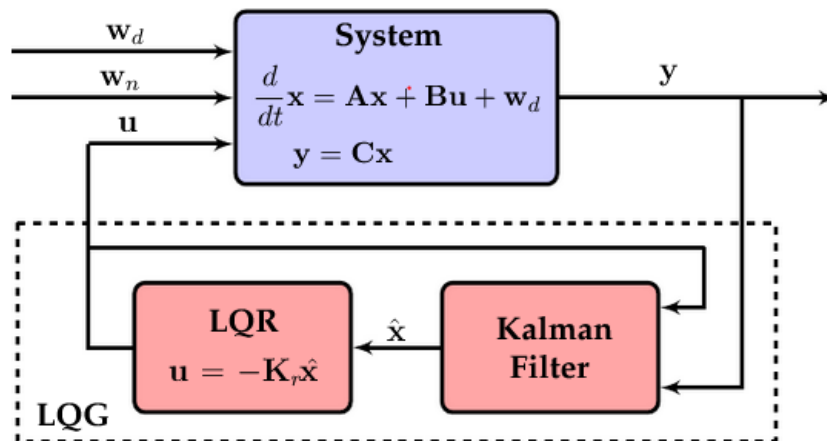 w_d
System
w_n
d/dt x = Ax + Bu + w_d
y
u
y = Cx
LQR
u = −K_r x̂
x̂
Kalman
Filter
LQG